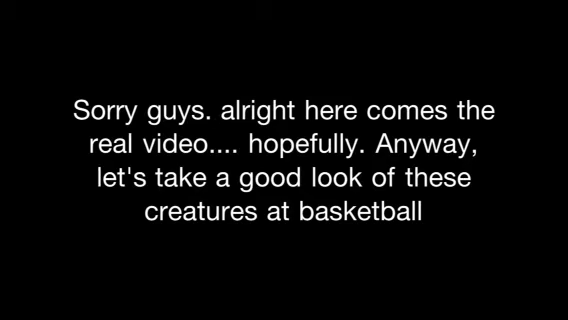 Sorry guys. alright here comes the
real video.... hopefully. Anyway,
let's take a good look of these
creatures at basketball